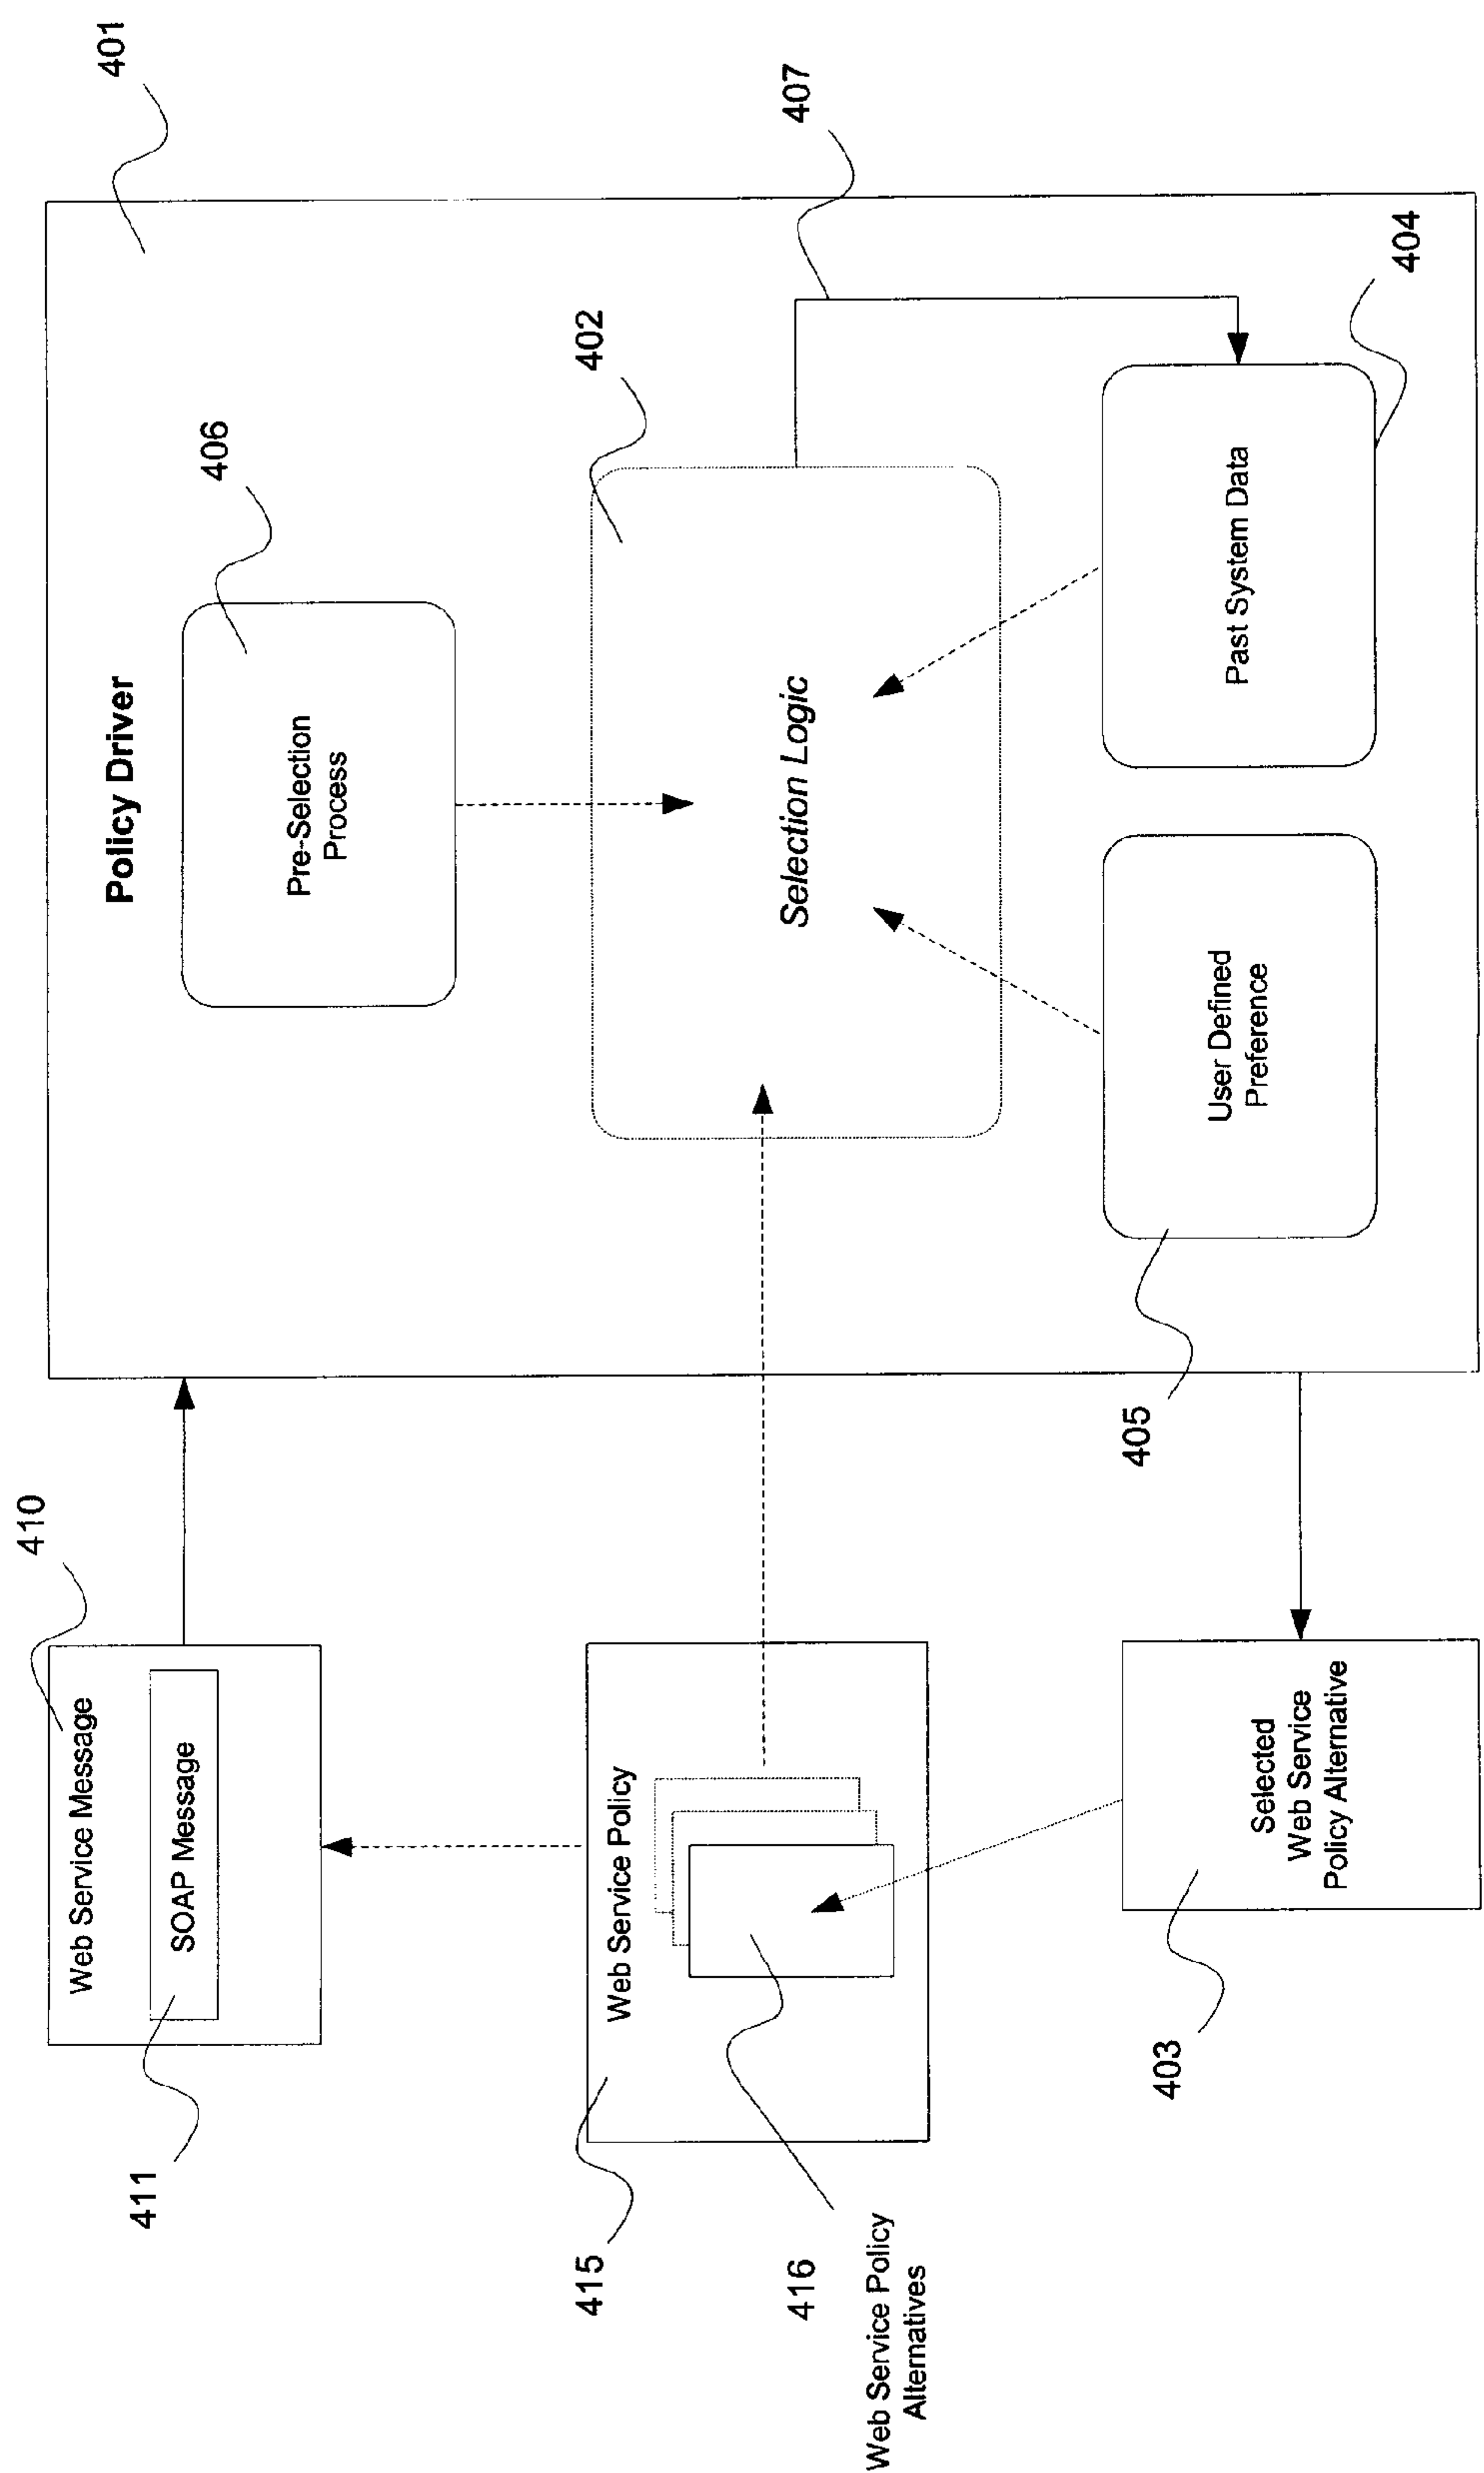 410
Web Service Message
SOAP Message
411
Policy Driver
401
Pre-Selection
Process
406
415
Web Service Policy
416
Web Service Policy
Alternatives
Selection Logic
402
407
403
Selected
Web Service
Policy Alternative
405
User Defined
Preference
Past System Data
404